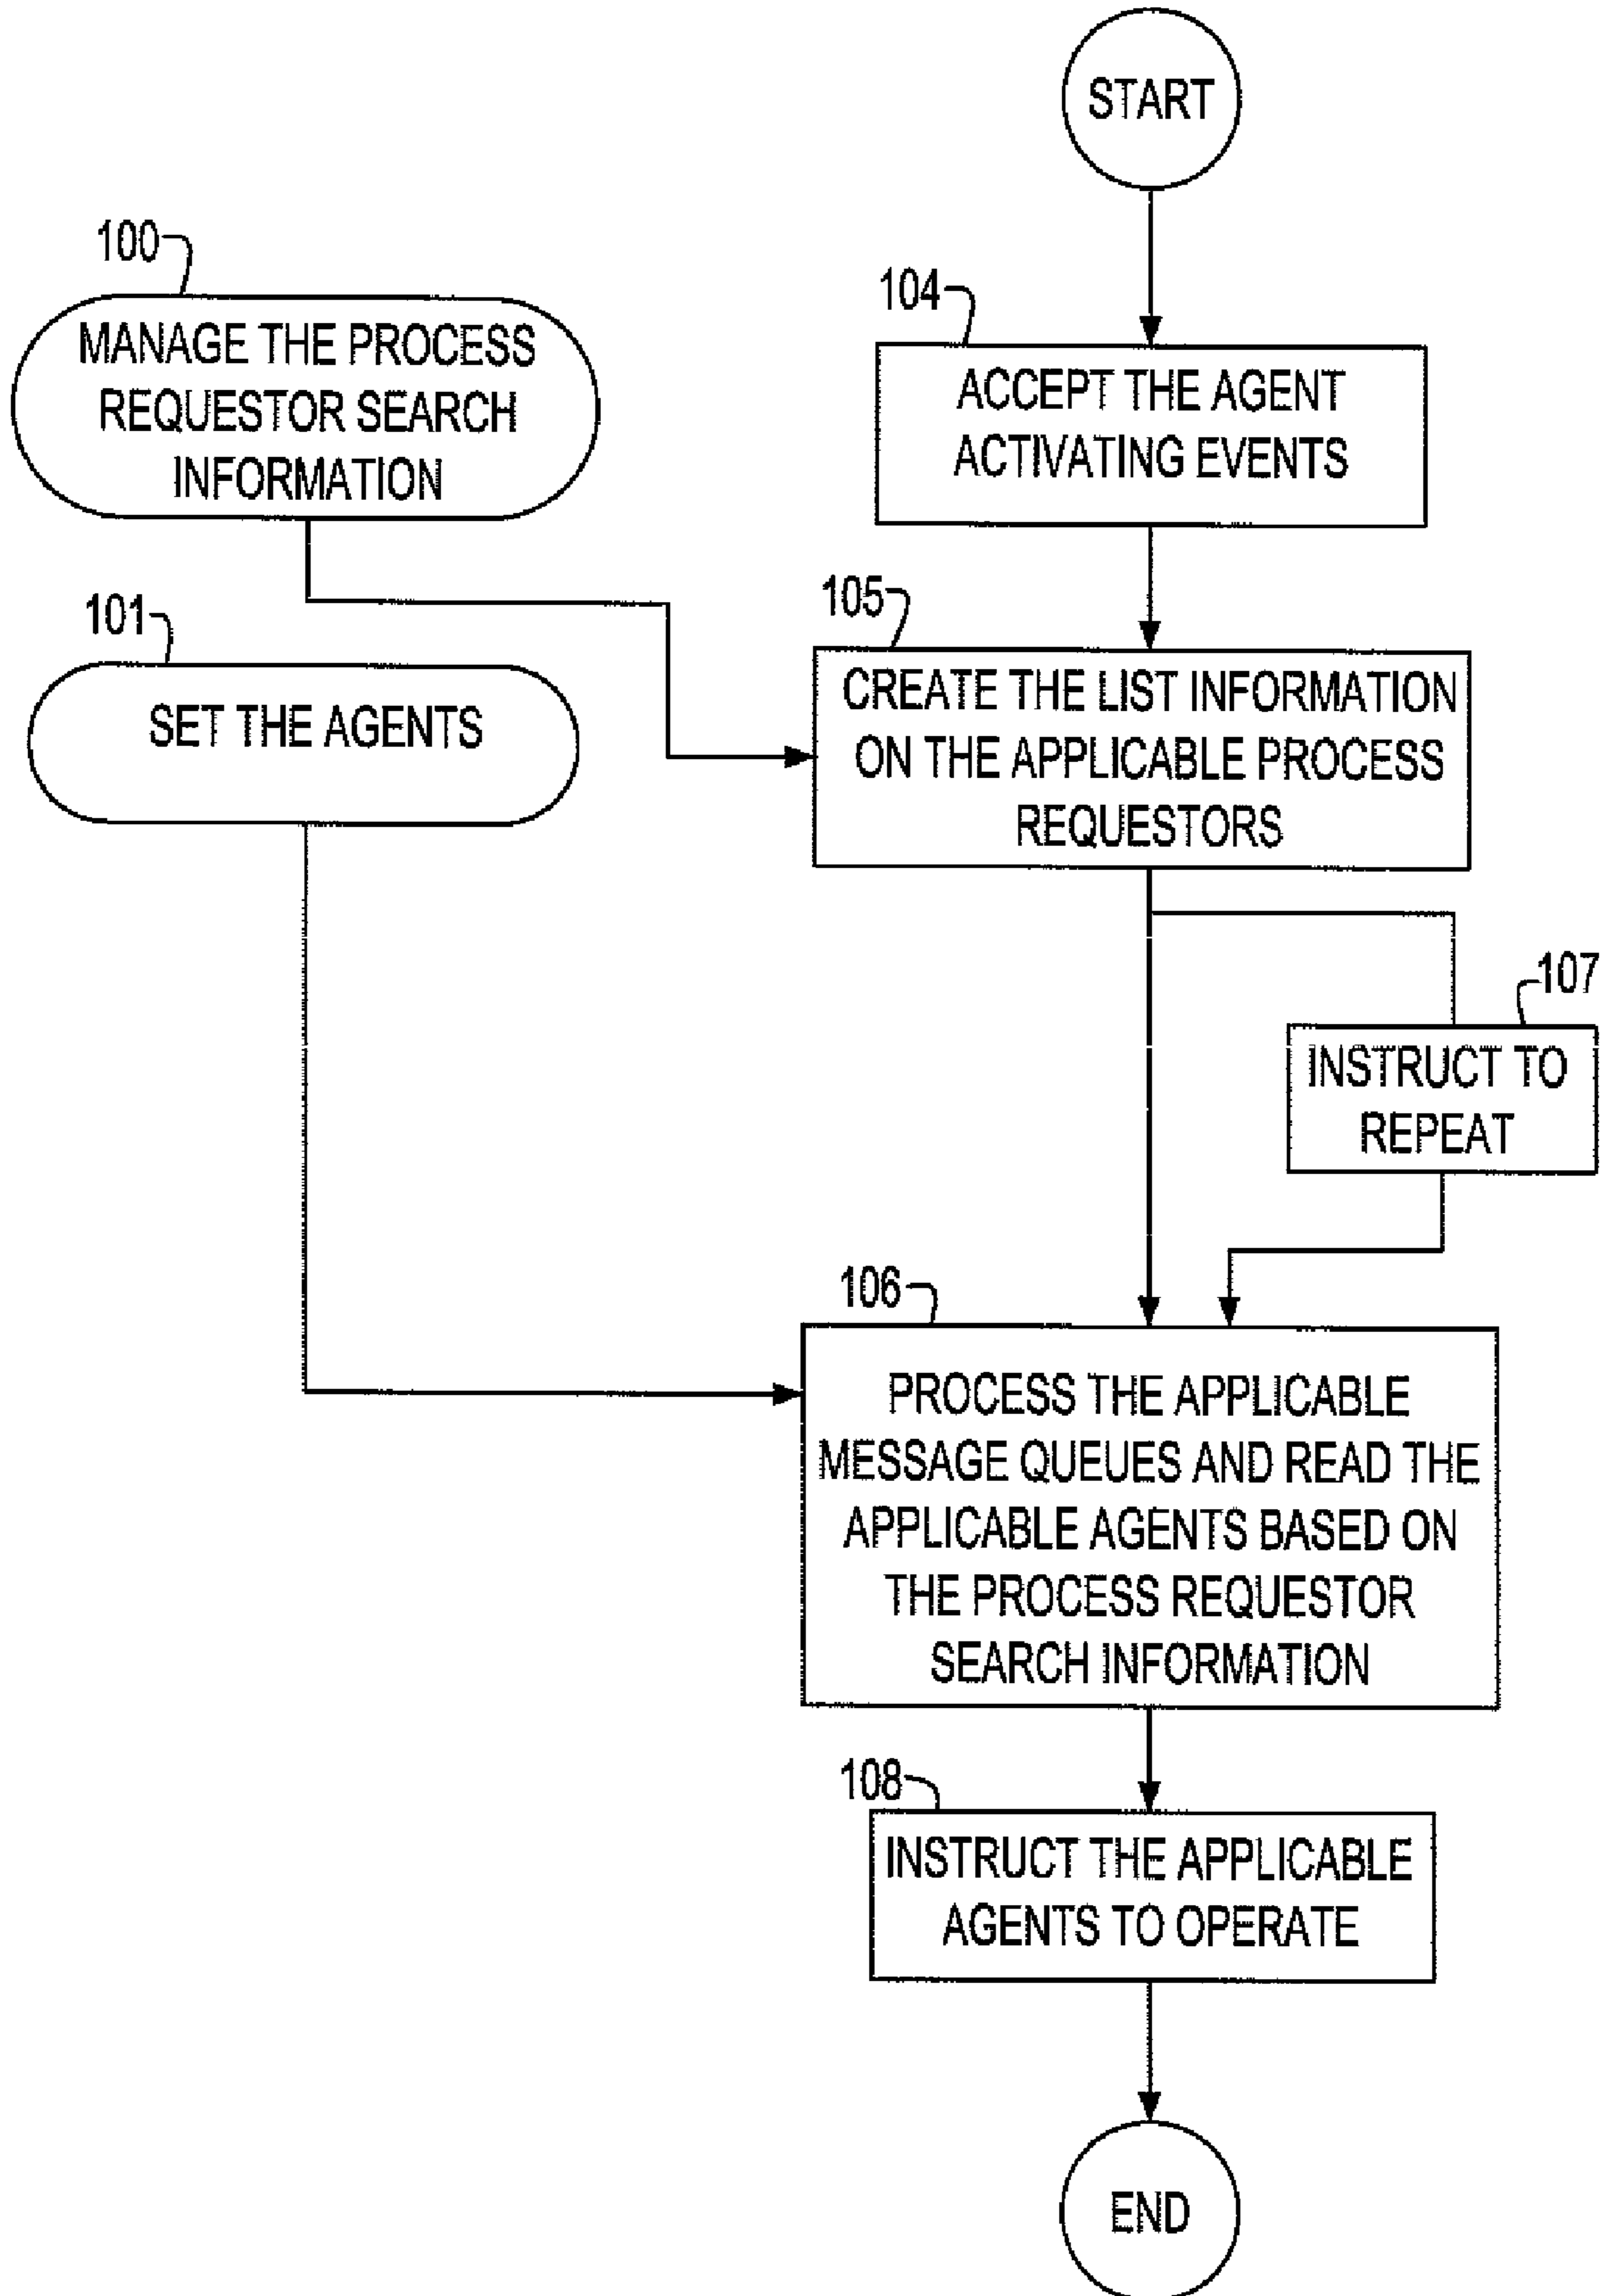 START
100
MANAGE THE PROCESS
REQUESTOR SEARCH
INFORMATION
104
ACCEPT THE AGENT
ACTIVATING EVENTS
101
SET THE AGENTS
105
CREATE THE LIST INFORMATION
ON THE APPLICABLE PROCESS
REQUESTORS
107
INSTRUCT TO
REPEAT
106
PROCESS THE APPLICABLE
MESSAGE QUEUES AND READ THE
APPLICABLE AGENTS BASED ON
THE PROCESS REQUESTOR
SEARCH INFORMATION
108
INSTRUCT THE APPLICABLE
AGENTS TO OPERATE
END